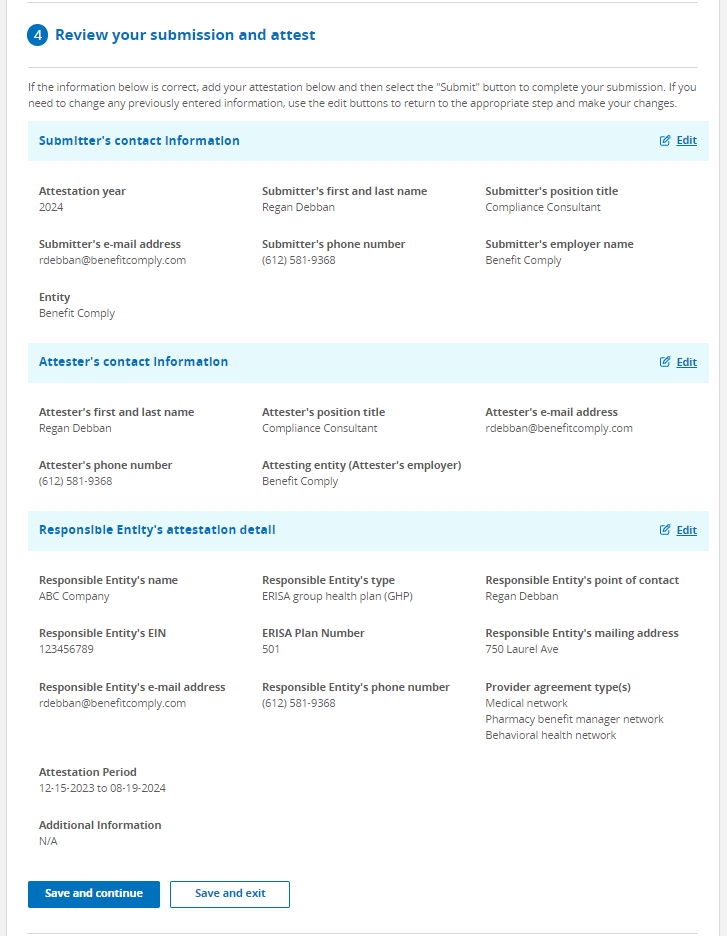 4 Review your submission and attest
If the information below is correct, add your attestation below and then select the "Submit" button to complete your submission. If you
need to change any previously entered information, use the edit buttons to return to the appropriate step and make your changes.
Submitter's contact information Edit
Attestation year Submitter's first and last name Submitter's position title
2024 Regan Debban Compliance Consultant
Submitter's e-mail address Submitter's phone number Submitter's employer name
rdebban@benefitcomply.com (612) 581-9368 Benefit Comply
Entity
Benefit Comply
Attester's contact information Edit
Attester's first and last name Attester's position title Attester's e-mail address
Regan Debban Compliance Consultant rdebban@benefitcomply.com
Attester's phone number Attesting entity (Attester's employer)
(612) 581-9368 Benefit Comply
Responsible Entity's attestation detail Edit
Responsible Entity's name Responsible Entity's type Responsible Entity's point of contact
ABC Company ERISA group health plan (GHP) Regan Debban
Responsible Entity's EIN ERISA Plan Number Responsible Entity's mailing address
123456789 501 750 Laurel Ave
Responsible Entity's e-mail address Responsible Entity's phone number Provider agreement type(s)
rdebban@benefitcomply.com (612) 581-9368 Medical network
Pharmacy benefit manager network
Behavioral health network
Attestation Period
12-15-2023 to 08-19-2024
Additional Information
N/A
Save and continue Save and exit